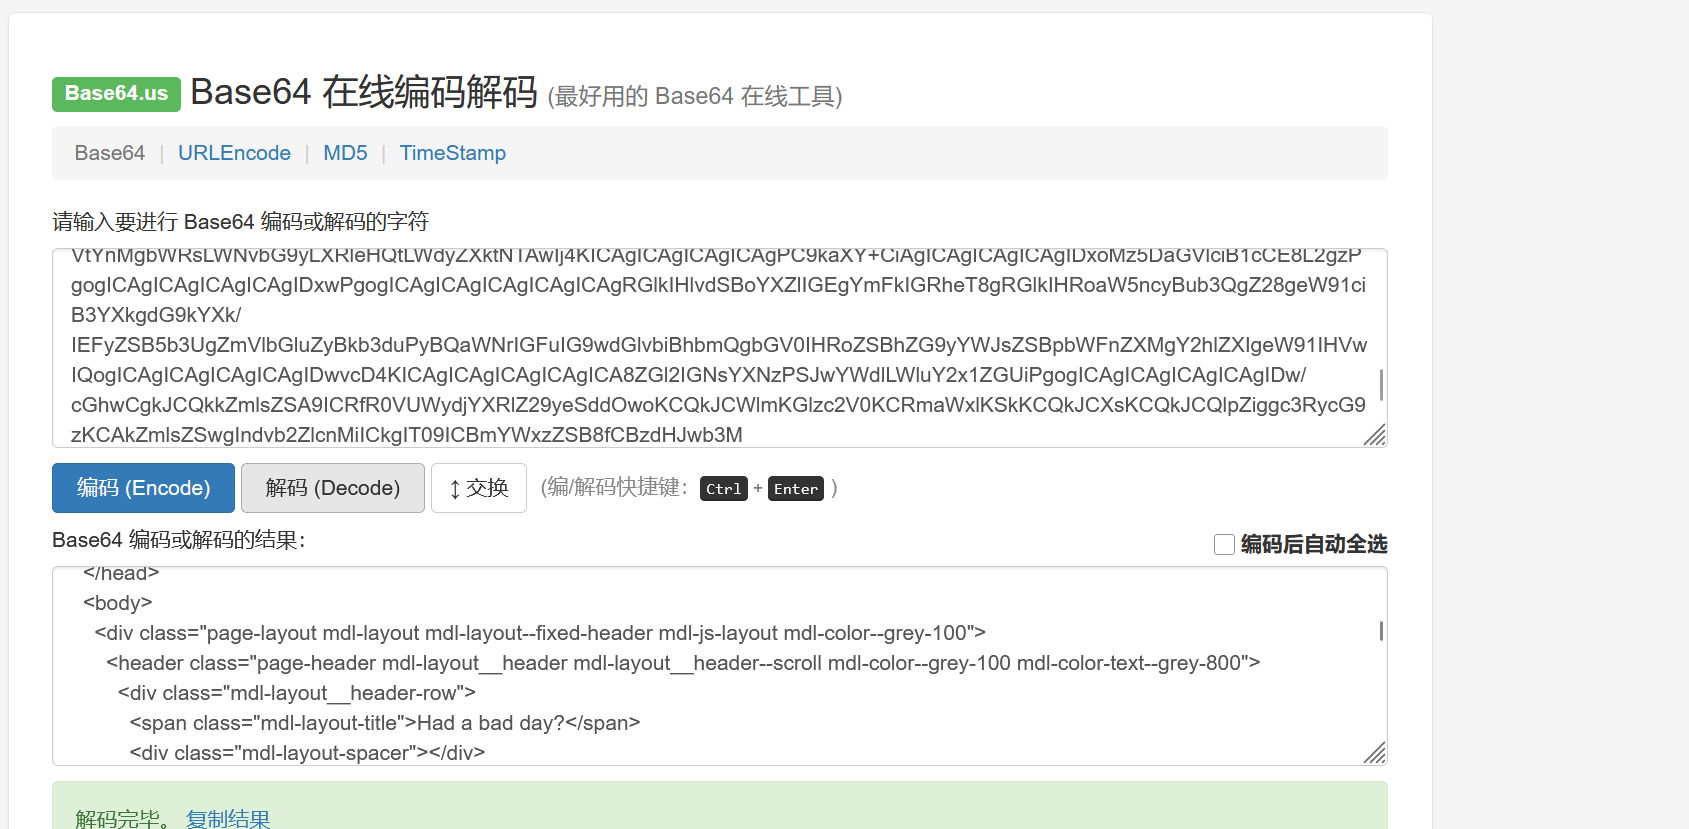 Base64.us Base64 在线编码解码 (最好用的 Base64 在线工具)
Base64 | URLEncode | MD5 | TimeStamp
请输入要进行 Base64 编码或解码的字符
VtYnMgbWRsLWNvbG9yLXRleHQtLWdyZXktNTAwIj4KICAgICAgICAgICAgPC9kaXY+CiAgICAgICAgICAgIDxoMz5DaGVlciB1cCE8L2gzP
gogICAgICAgICAgICAgIDxwPgogICAgICAgICAgICAgICAgRGlkIHlvdSBoYXZlIGEgYmFkIGRheT8gRGlkIHRoaW5ncyBub3QgZ28geW91ci
B3YXkgdG9kYXk/
IEFyZSB5b3UgZmVlbGluZyBkb3duPyBQaWNrIGFuIG9wdGlvbiBhbmQgbGV0IHRoZSBhZG9yYWJsZSBpbWFnZXMgY2hlZXIgeW91IHVw
IQogICAgICAgICAgICAgIDwvcD4KICAgICAgICAgICAgICA8ZGl2IGNsYXNzPSJwYWdlLWluY2x1ZGUiPgogICAgICAgICAgICAgIDw/
cGhwCgkJCQkkZmlsZSA9ICRfR0VUWydjYXRlZ29yeSddOwoKCQkJCWlmKGlzc2V0KCRmaWxlKSkKCQkJCXsKCQkJCQlpZiggc3RycG9
zKCAkZmlsZSwgIndvb2ZlcnMiICkgIT09ICBmYWxzZSB8fCBzdHJwb3M
编码 (Encode) 解码 (Decode) ↕ 交换 (编/解码快捷键： Ctrl + Enter )
Base64 编码或解码的结果： 编码后自动全选
</head>
<body>
<div class="page-layout mdl-layout mdl-layout--fixed-header mdl-js-layout mdl-color--grey-100">
<header class="page-header mdl-layout__header mdl-layout__header--scroll mdl-color--grey-100 mdl-color-text--grey-800">
<div class="mdl-layout__header-row">
<span class="mdl-layout-title">Had a bad day?</span>
<div class="mdl-layout-spacer"></div>
解码完毕。 复制结果